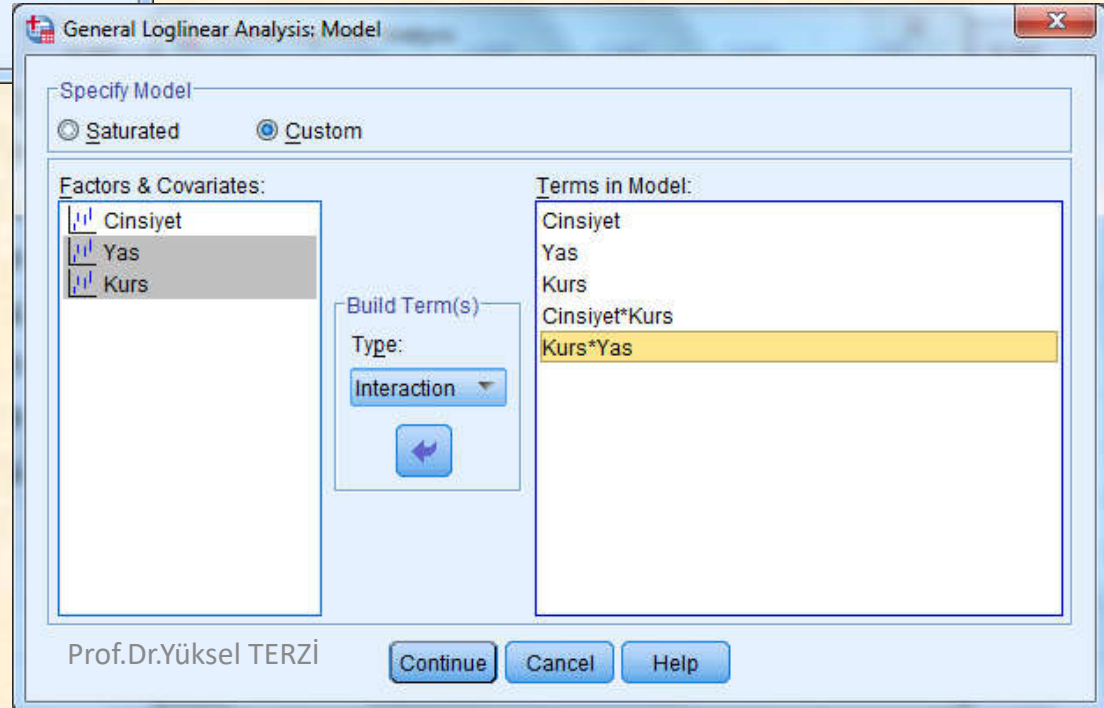 General Loglinear Analysis: Model
Specify Model
Saturated
Custom
Factors & Covariates:
Cinsiyet
Yas
Kurs
Build Term(s)
Type:
Interaction
Terms in Model:
Cinsiyet
Yas
Kurs
Cinsiyet*Kurs
Kurs*Yas
Prof.Dr.Yüksel TERZİ
Continue
Cancel
Help